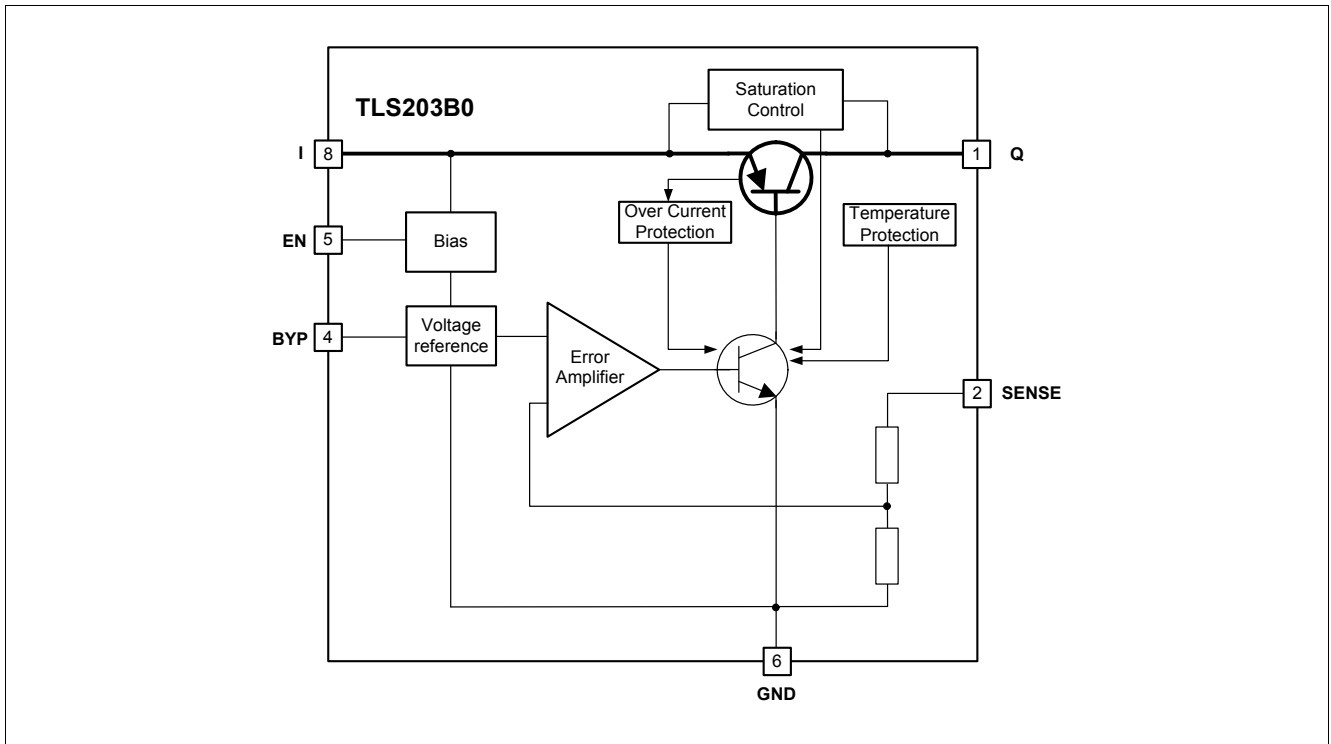 Saturation
Control
TLS203B0
I 8
1 Q
Over Current
Protection
Temperature
Protection
EN 5
Bias
BYP 4
Voltage
reference
Error
Amplifier
2 SENSE
6
GND